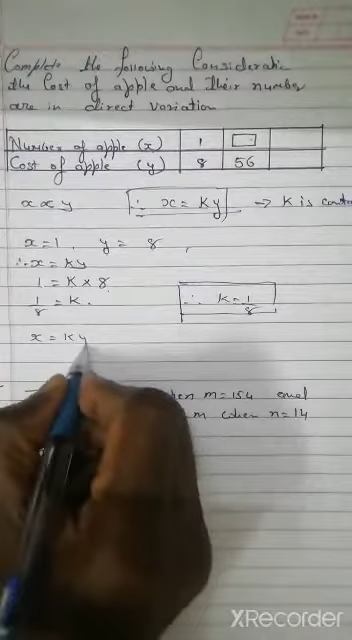 Complete the following Considering
the Cost of apple and their number
are in direct variation
Number of apple (x) 1
Cost of apple (y) 8 56
x ∝ y ∴ x = Ky → K is
x = 1 , y = 8 ,
∴ x = Ky
1 = K × 8
1/8 = K . ∴ K = 1/8
x = Ky
m = 154 and
m when n = 14
XRecorder